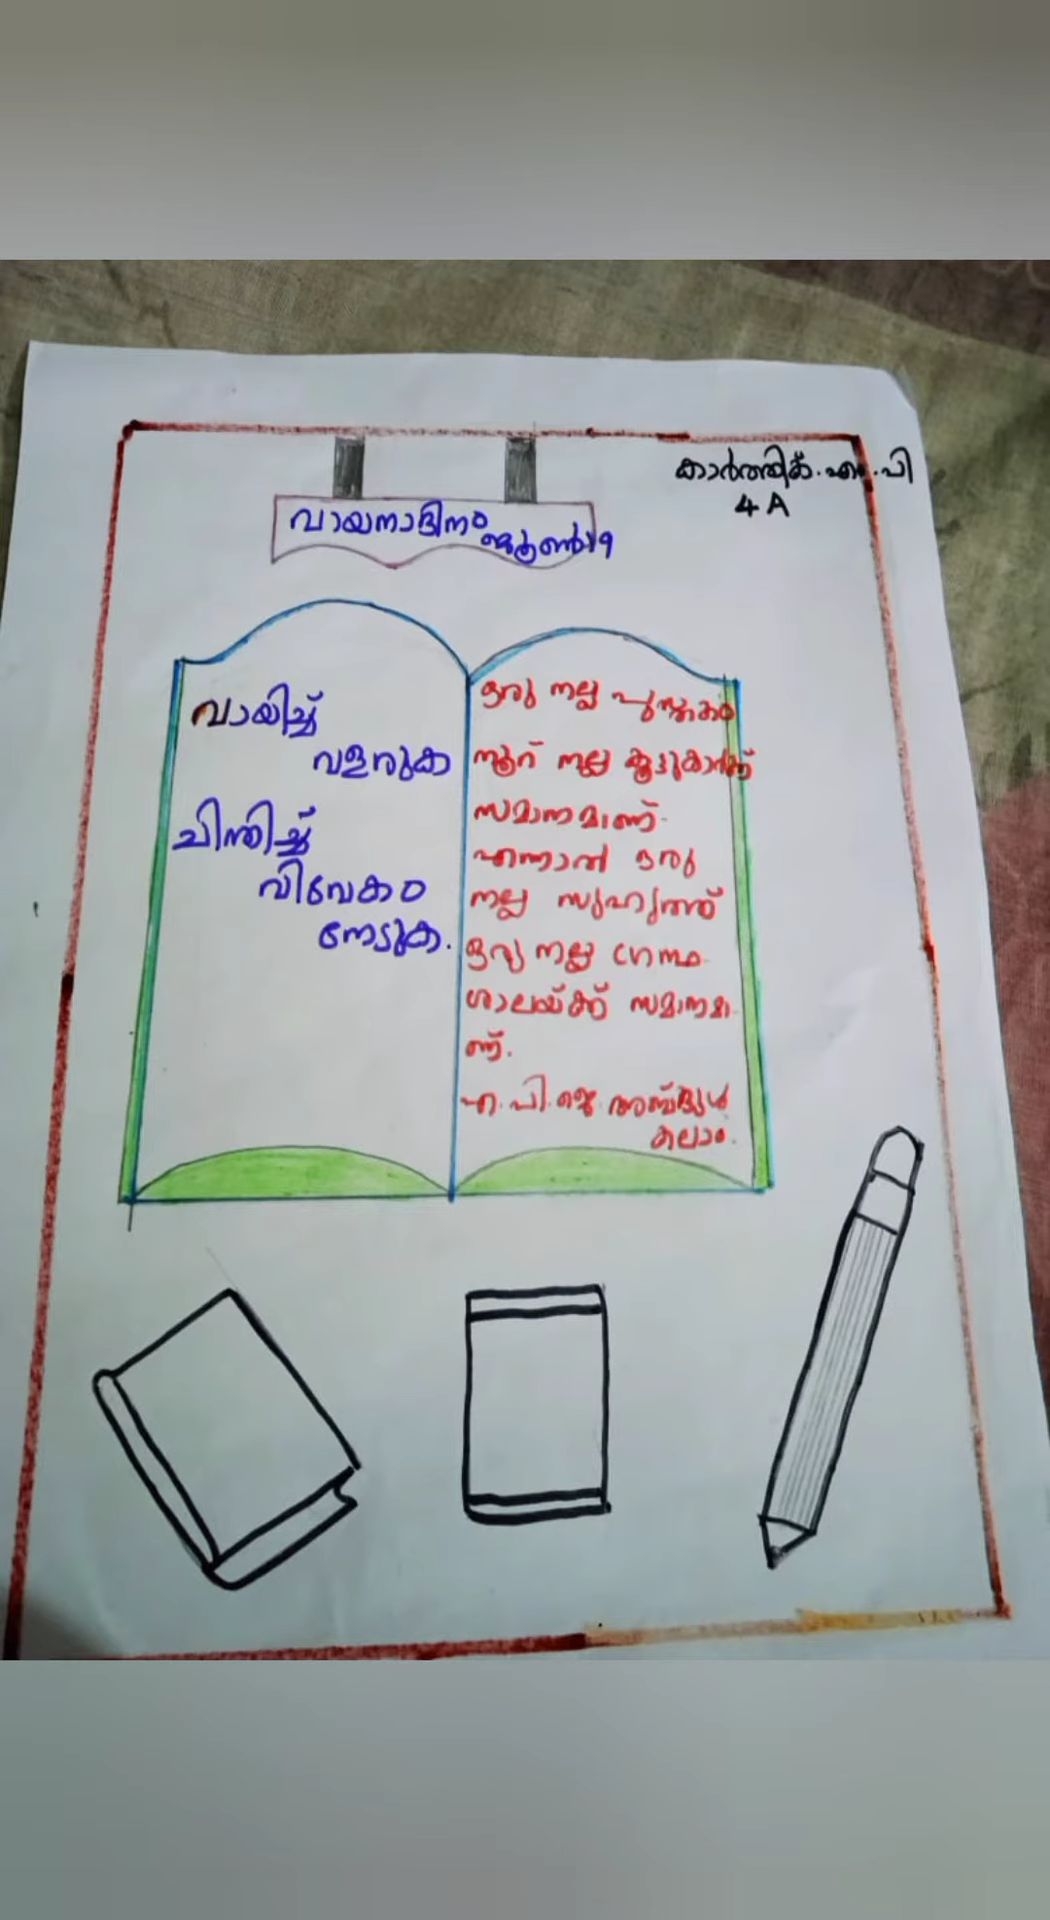 കാർത്തിക്.എം.പി
4 A
വായനാദിനം
ജൂൺ19
വായിച്ച്
വളരുക
ചിന്തിച്ച്
വിവേകം
നേടുക.
ഒരു നല്ല പുസ്തകം
നൂറ് നല്ല കൂട്ടുകാർക്ക്
സമാനമാണ്.
എന്നാൽ ഒരു
നല്ല സുഹൃത്ത്
ഒരു നല്ല ഗ്രന്ഥ
ശാലയ്ക്ക് സമാനമാ
ണ്.
എ.പി.ജെ.അബ്ദുൾ
കലാം.